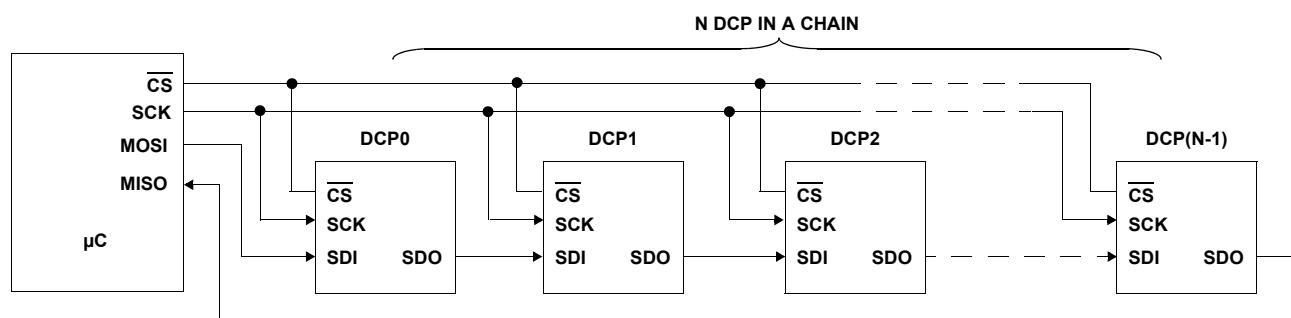 N DCP IN A CHAIN
CS
SCK
MOSI
MISO
µC
DCP0
CS
SCK
SDI SDO
DCP1
CS
SCK
SDI SDO
DCP2
CS
SCK
SDI SDO
DCP(N-1)
CS
SCK
SDI SDO